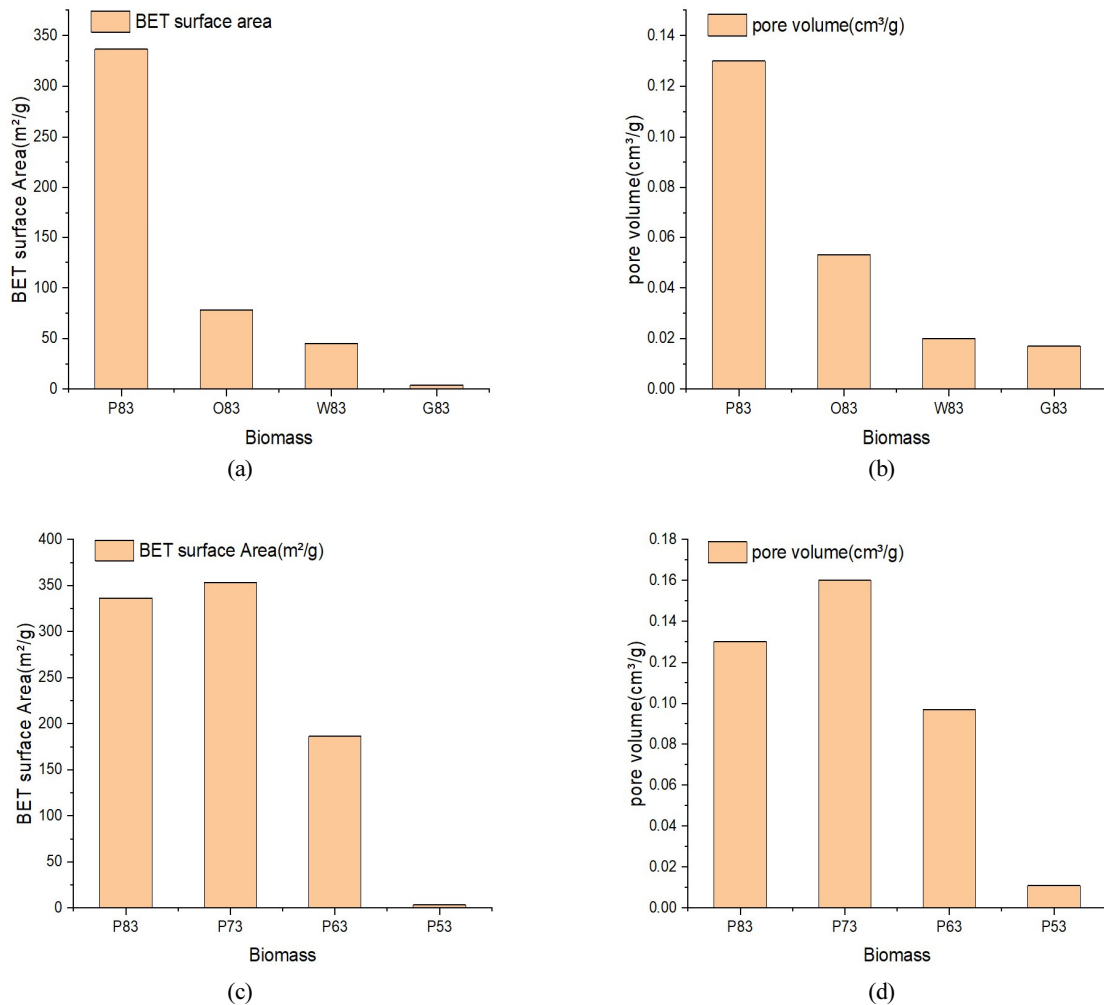 BET surface area
350
300
250
200
150
100
50
0
BET surface Area(m²/g)
P83 O83 W83 G83
Biomass
(a)
pore volume(cm³/g)
0.14
0.12
0.10
0.08
0.06
0.04
0.02
0.00
pore volume(cm³/g)
P83 O83 W83 G83
Biomass
(b)
BET surface Area(m²/g)
400
350
300
250
200
150
100
50
0
BET surface Area(m²/g)
P83 P73 P63 P53
Biomass
(c)
pore volume(cm³/g)
0.18
0.16
0.14
0.12
0.10
0.08
0.06
0.04
0.02
0.00
pore volume(cm³/g)
P83 P73 P63 P53
Biomass
(d)